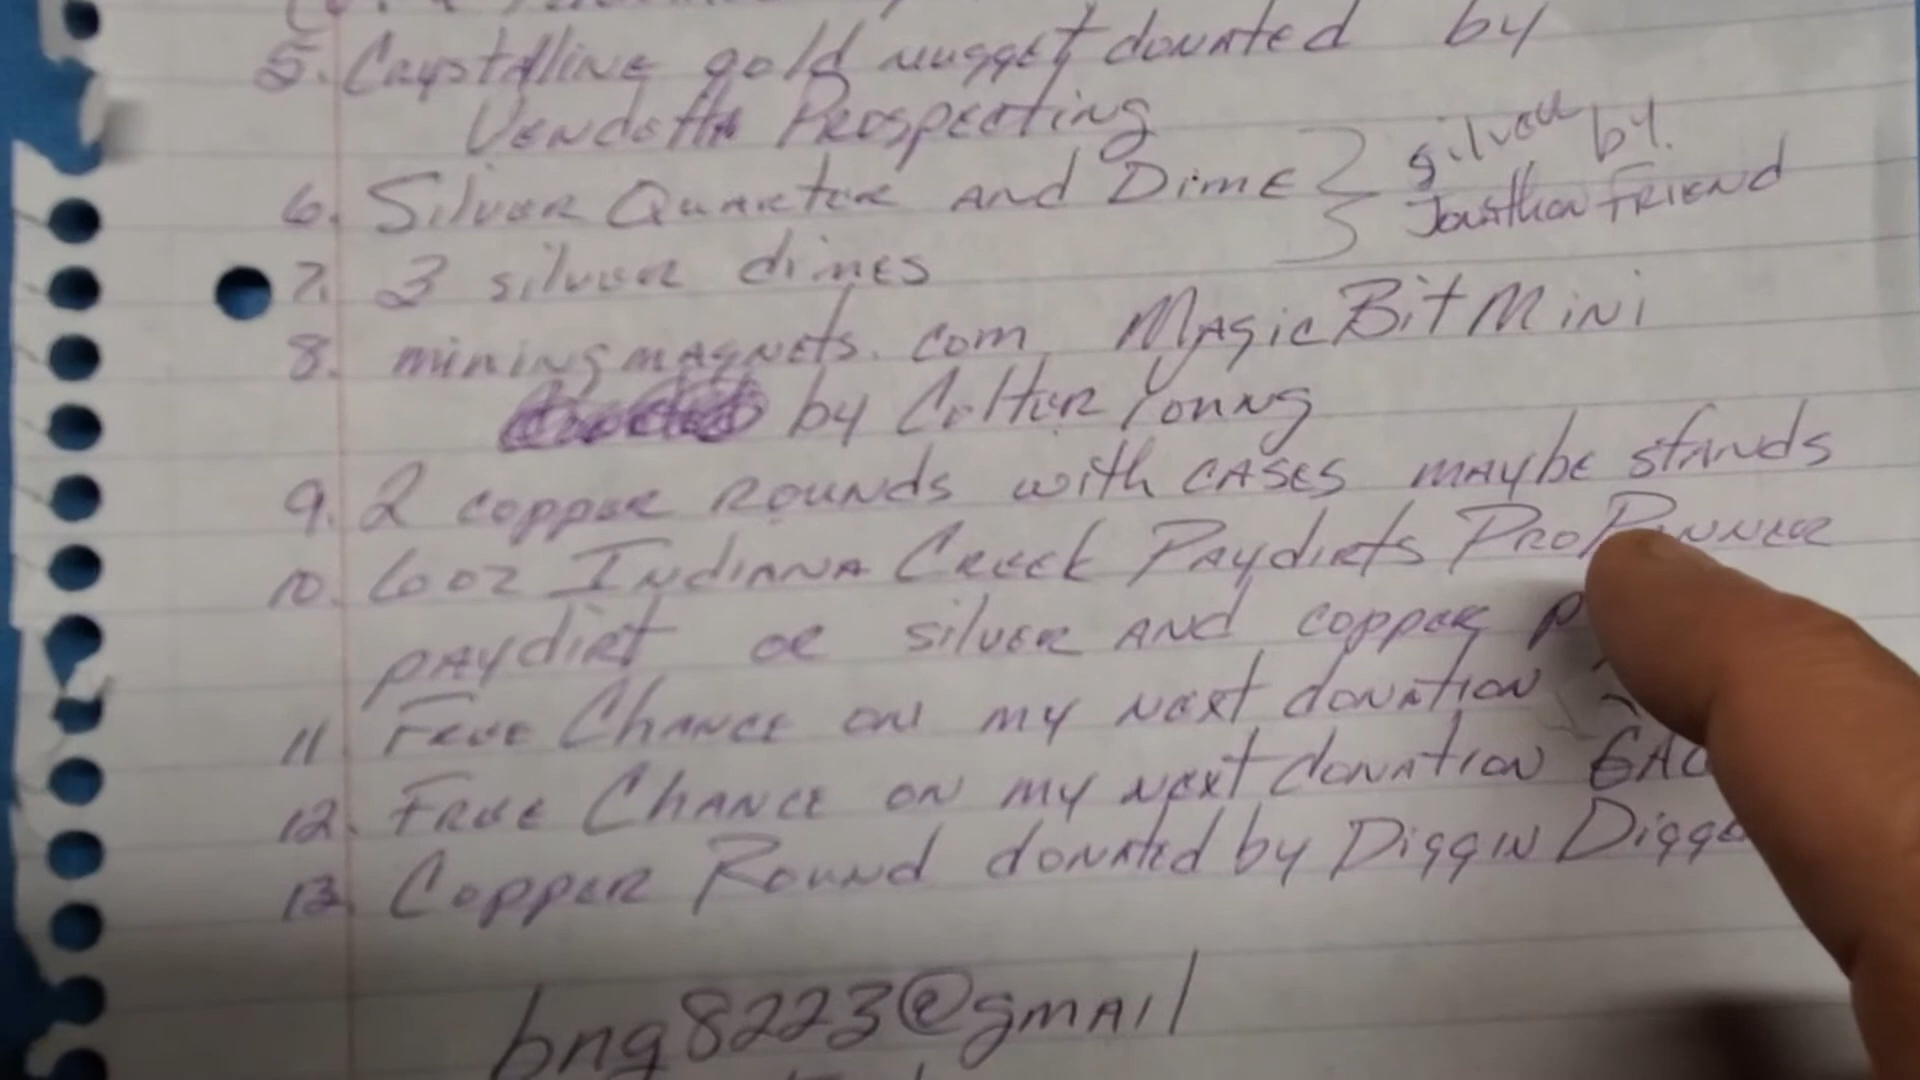 5. Crystalline gold nugget donated by
Vendetta Prospecting
6. Silver Quarter and Dime } silver by.
Jonathan Friend
7. 3 silver dimes
8. miningmagnets.com MagicBit Mini
by Colter Young
9. 2 copper rounds with cases maybe stands
10. 6oz Indiana Creek Paydirts Pro
paydirt or silver and copper
11. Free Chance on my next donation
12. Free Chance on my next donation
13. Copper Round donated by Diggin
bng8223@gmail